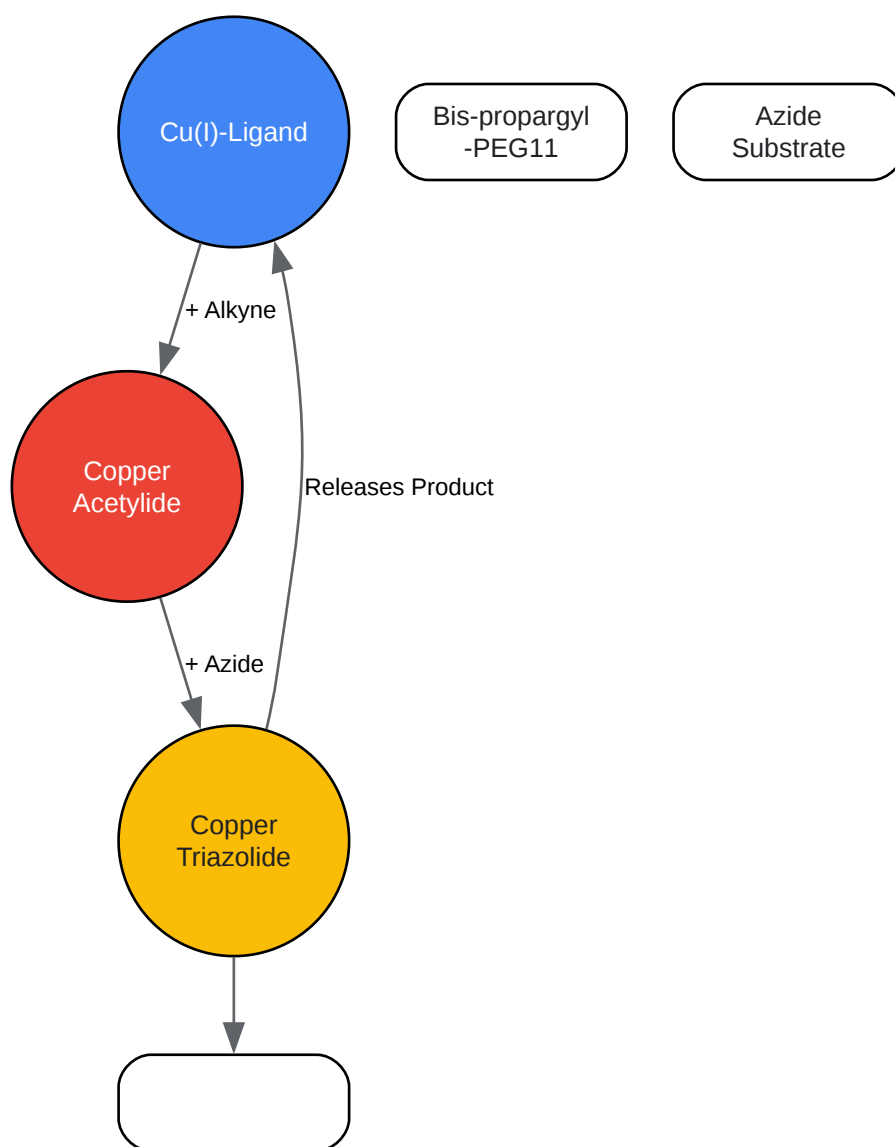 Cu(I)-Ligand
Bis-propargyl
-PEG11
Azide
Substrate
+ Alkyne
Copper
Acetylide
Releases Product
+ Azide
Copper
Triazolide